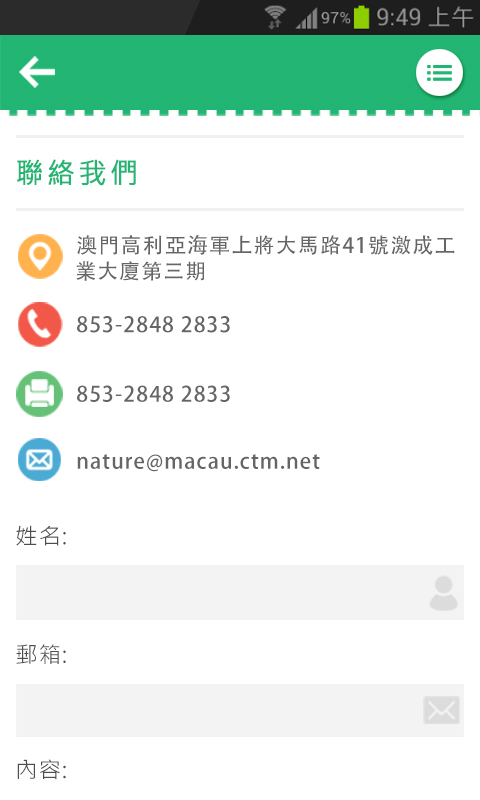 97% 9:49 上午
聯絡我們
澳門高利亞海軍上將大馬路41號激成工
業大廈第三期
853-2848 2833
853-2848 2833
nature@macau.ctm.net
姓名:
郵箱:
內容: